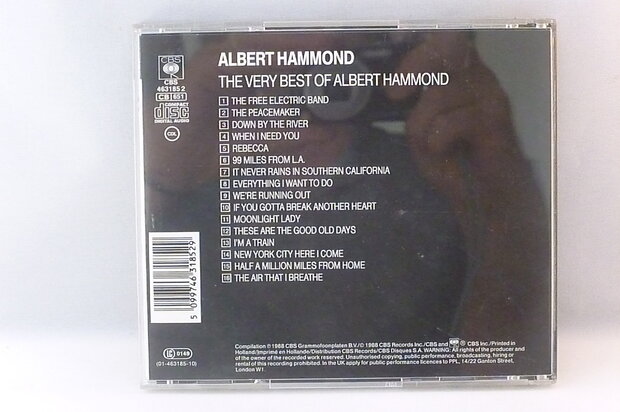 CBS
CBS
463185 2
CB 651
COMPACT
disc
DIGITAL AUDIO
CDL
ALBERT HAMMOND
THE VERY BEST OF ALBERT HAMMOND
1 THE FREE ELECTRIC BAND
2 THE PEACEMAKER
3 DOWN BY THE RIVER
4 WHEN I NEED YOU
5 REBECCA
6 99 MILES FROM L.A.
7 IT NEVER RAINS IN SOUTHERN CALIFORNIA
8 EVERYTHING I WANT TO DO
9 WE'RE RUNNING OUT
10 IF YOU GOTTA BREAK ANOTHER HEART
11 MOONLIGHT LADY
12 THESE ARE THE GOOD OLD DAYS
13 I'M A TRAIN
14 NEW YORK CITY HERE I COME
15 HALF A MILLION MILES FROM HOME
16 THE AIR THAT I BREATHE
5 099746 318529
0149
(01-463185-10)
Compilation ℗ 1988 CBS Grammofoonplaten B.V./© 1988 CBS Records Inc./CBS and ® CBS Inc./Printed in
Holland/Imprimé en Hollande/Distribution CBS Records/CBS Disques S.A. WARNING: All rights of the producer and
of the owner of the recorded work reserved. Unauthorised copying, public performance, broadcasting, hiring or
rental of this recording prohibited. In the UK apply for public performance licences to PPL, 14/22 Ganton Street,
London W1.